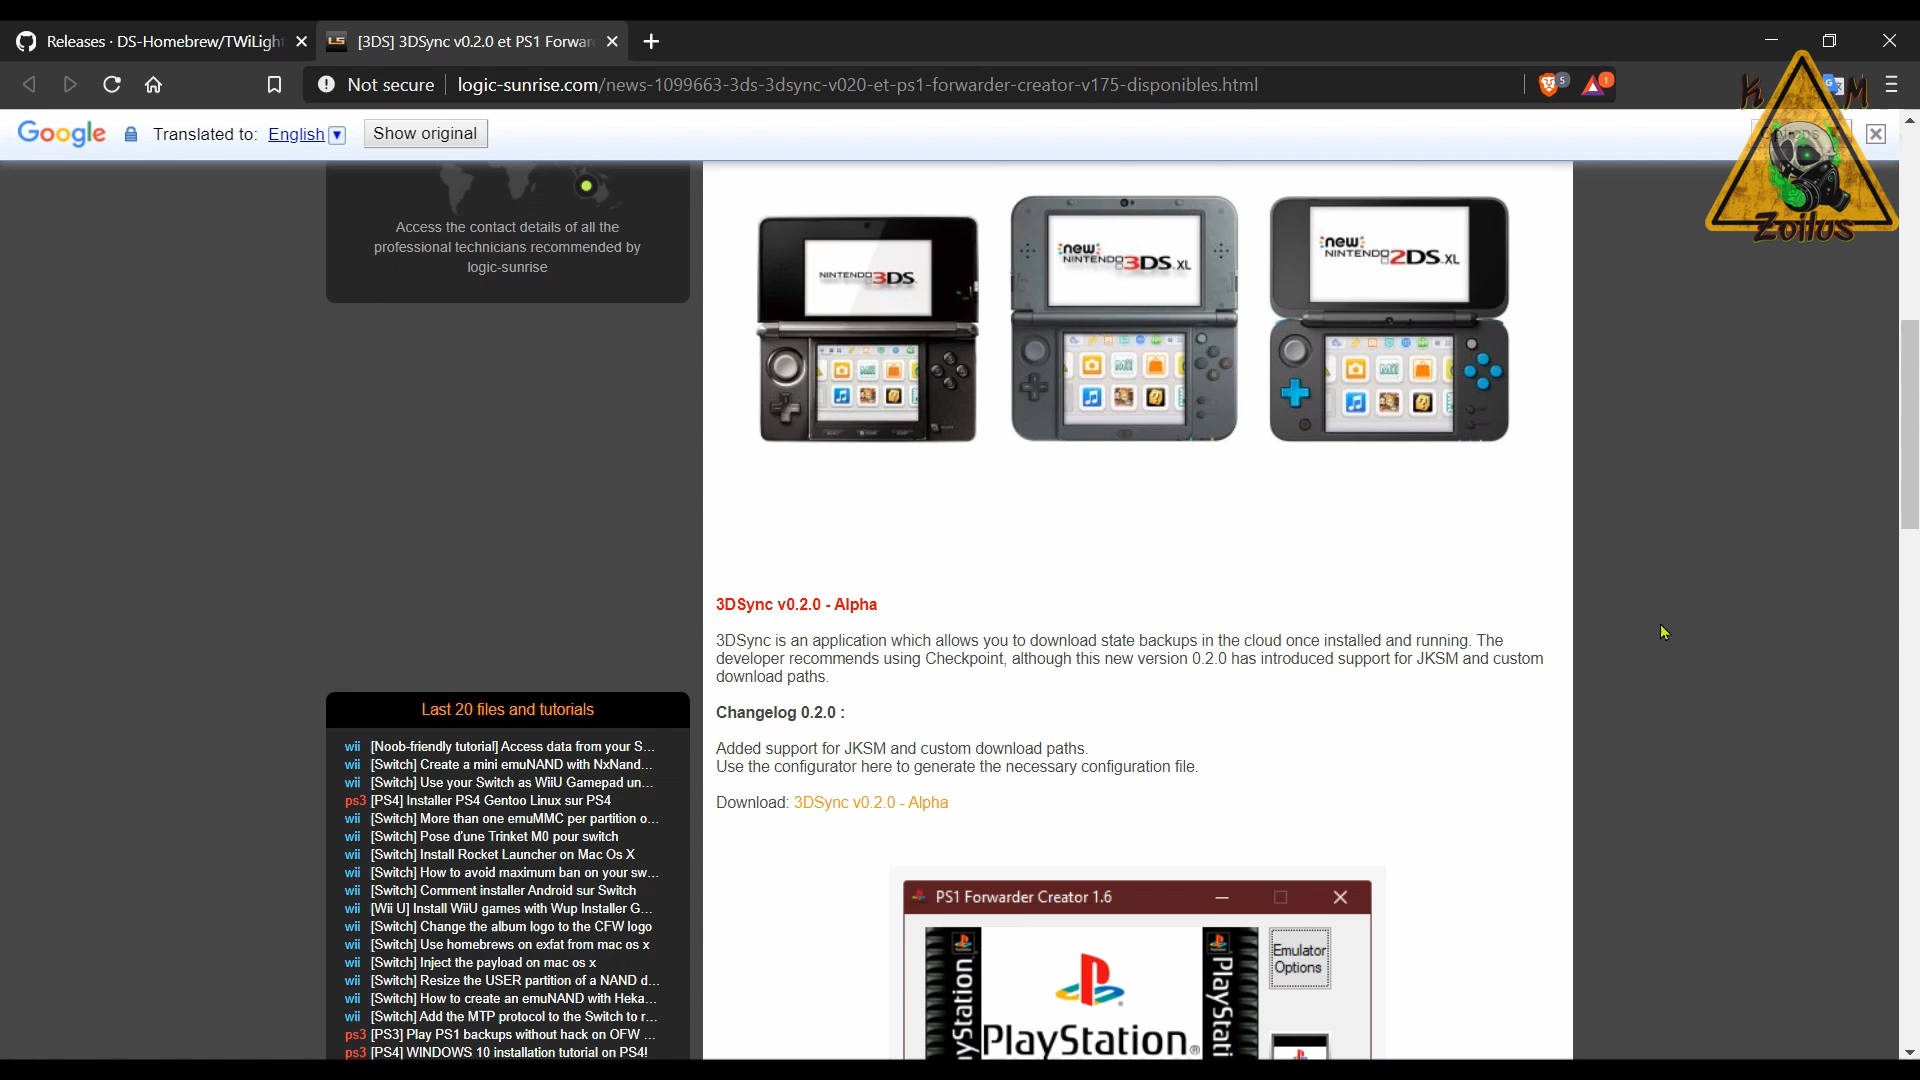 Releases · DS-Homebrew/TWiLigh
[3DS] 3DSync v0.2.0 et PS1 Forwar
Not secure
logic-sunrise.com/news-1099663-3ds-3dsync-v020-et-ps1-forwarder-creator-v175-disponibles.html
5
1
K M
Zoilus
Google
Translated to: English
Show original
Access the contact details of all the
professional technicians recommended by
logic-sunrise
NINTENDO3DS
new
NINTENDO3DS.XL
new
NINTENDO2DS.XL
Mii
Mii
Mii
3DSync v0.2.0 - Alpha
3DSync is an application which allows you to download state backups in the cloud once installed and running. The
developer recommends using Checkpoint, although this new version 0.2.0 has introduced support for JKSM and custom
download paths.
Changelog 0.2.0 :
Added support for JKSM and custom download paths.
Use the configurator here to generate the necessary configuration file.
Download: 3DSync v0.2.0 - Alpha
Last 20 files and tutorials
wii [Noob-friendly tutorial] Access data from your S...
wii [Switch] Create a mini emuNAND with NxNand...
wii [Switch] Use your Switch as WiiU Gamepad un...
ps3 [PS4] Installer PS4 Gentoo Linux sur PS4
wii [Switch] More than one emuMMC per partition o...
wii [Switch] Pose d'une Trinket M0 pour switch
wii [Switch] Install Rocket Launcher on Mac Os X
wii [Switch] How to avoid maximum ban on your sw...
wii [Switch] Comment installer Android sur Switch
wii [Wii U] Install WiiU games with Wup Installer G...
wii [Switch] Change the album logo to the CFW logo
wii [Switch] Use homebrews on exfat from mac os x
wii [Switch] Inject the payload on mac os x
wii [Switch] Resize the USER partition of a NAND d...
wii [Switch] How to create an emuNAND with Heka...
wii [Switch] Add the MTP protocol to the Switch to r...
ps3 [PS3] Play PS1 backups without hack on OFW ...
ps3 [PS4] WINDOWS 10 installation tutorial on PS4!
PS1 Forwarder Creator 1.6
Emulator
Options
yStation
PlayStation
PlayStati